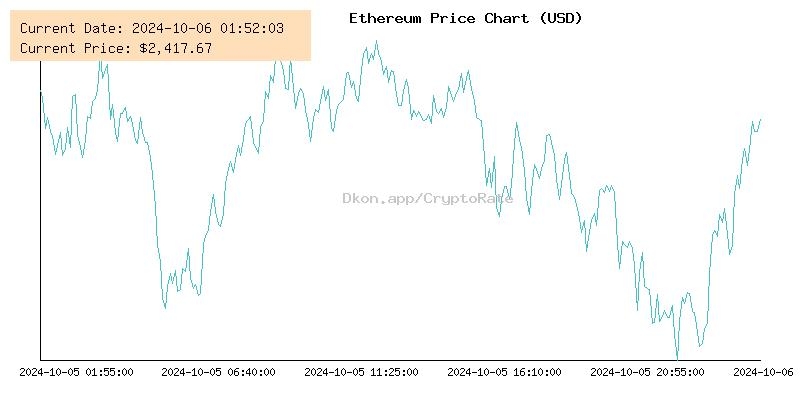 Ethereum Price Chart (USD)
Current Date: 2024-10-06 01:52:03
Current Price: $2,417.67
Dkon.app/CryptoRate
2024-10-05 01:55:00
2024-10-05 06:40:00
2024-10-05 11:25:00
2024-10-05 16:10:00
2024-10-05 20:55:00
2024-10-06